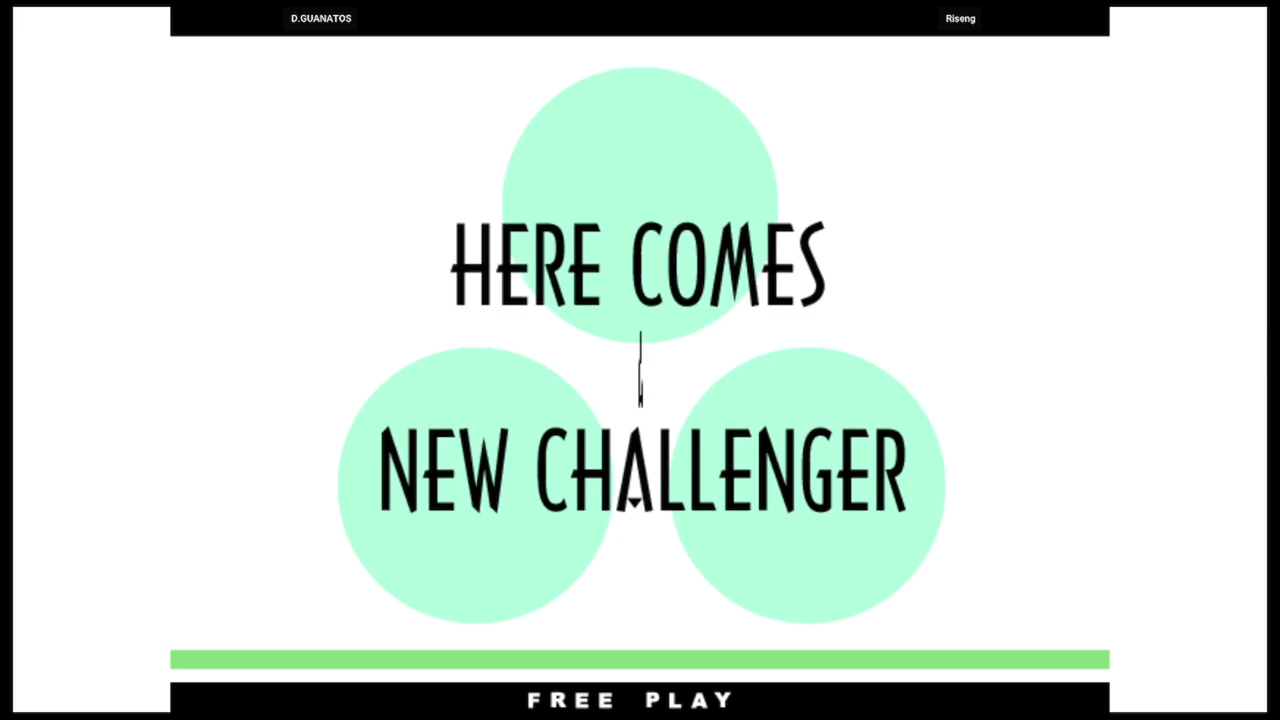 D.GUANATOS
Riseng
HERE COMES
NEW CHALLENGER
FREE PLAY